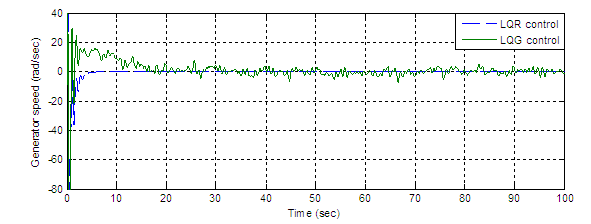 40
20
0
-20
-40
-60
-80
Generator speed (rad/sec)
LQR control
LQG control
0 10 20 30 40 50 60 70 80 90 100
Time (sec)